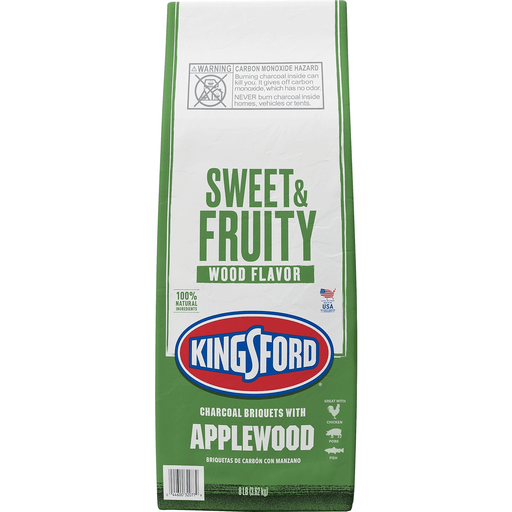 WARNING CARBON MONOXIDE HAZARD
Burning charcoal inside can
kill you. It gives off carbon
monoxide, which has no odor.
NEVER burn charcoal inside
homes, vehicles or tents.
SWEET &
FRUITY
WOOD FLAVOR
100%
NATURAL
INGREDIENTS
USA
KINGSFORD
®
CHARCOAL BRIQUETS WITH
APPLEWOOD
BRIQUETAS DE CARBÓN CON MANZANO
GREAT WITH
CHICKEN
PORK
FISH
8 LB (3.62 kg)